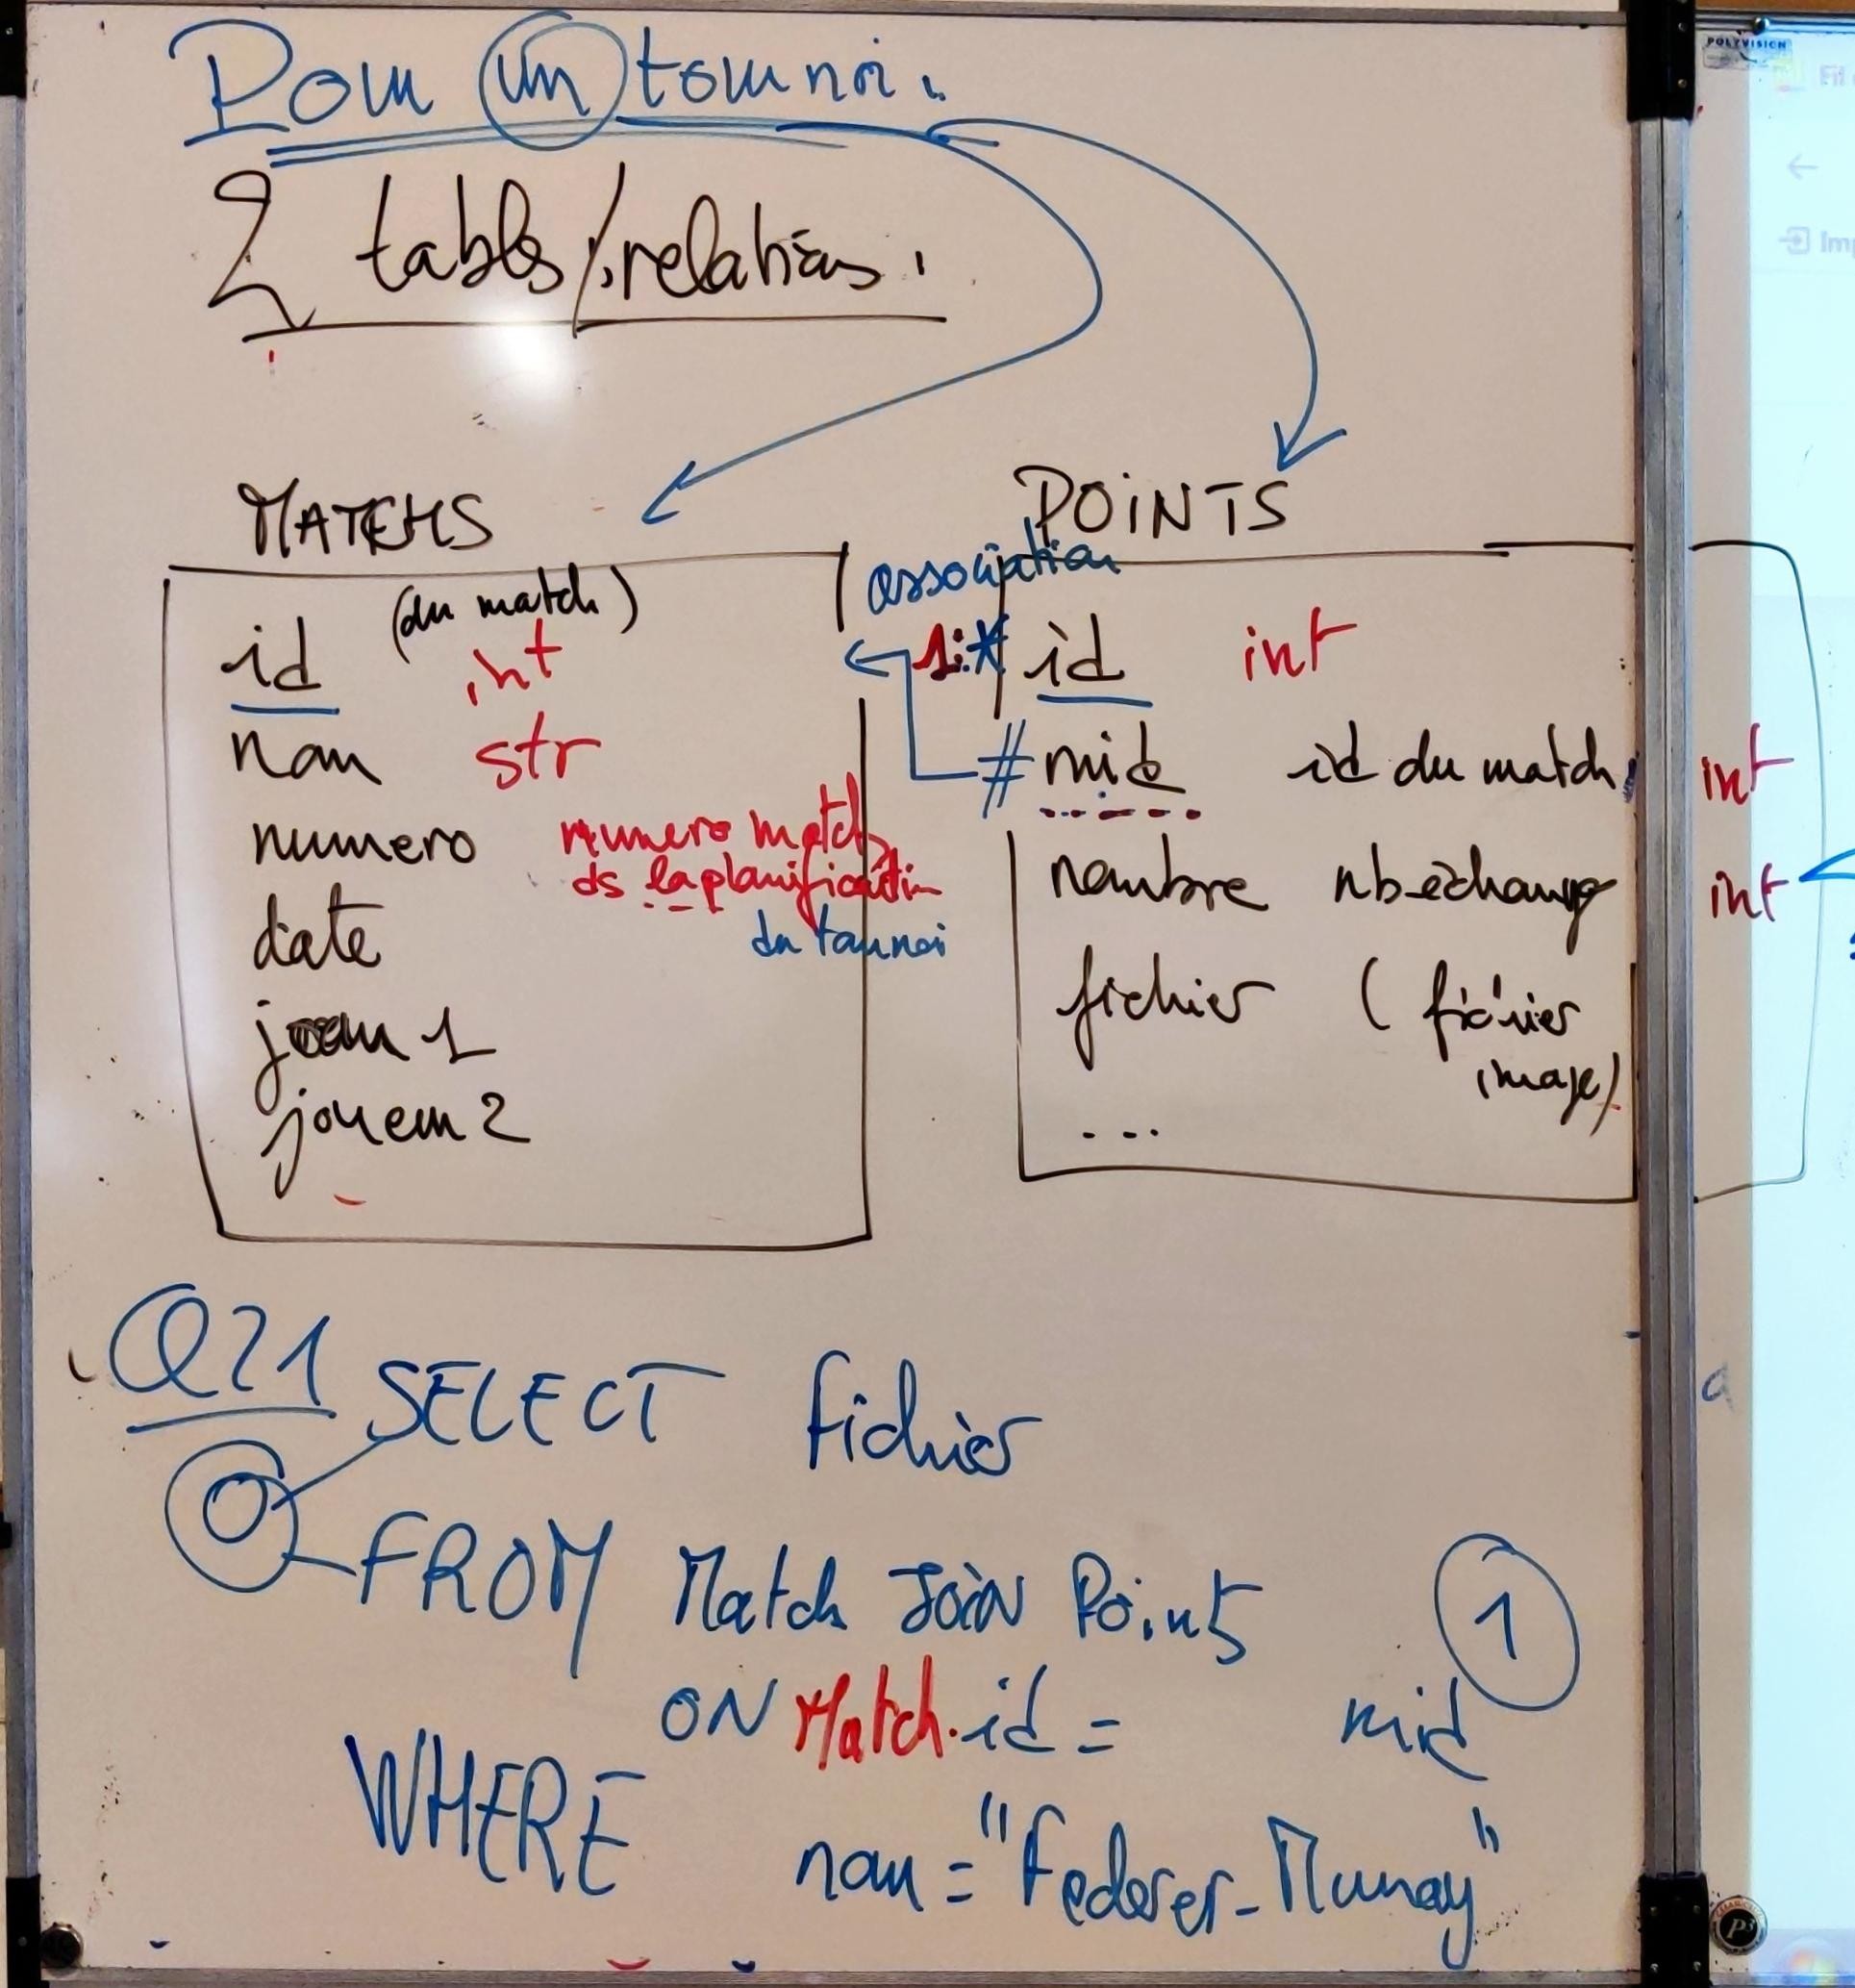 Pour un tournoi.
2 tables/relations.
MATCHS
id (du match) int
nom str
numero numero match
ds la planification
du tournoi
date
joueur 1
joueur 2
association
1:*
POINTS
id int
#mid id du match int
nombre nb echange int
fichier (fichier
image)
...
Q21
SELECT fichier
FROM Match JOIN Points
ON Match.id = mid
WHERE nom = "Federer-Murray"
1
POLYVISION
Imp